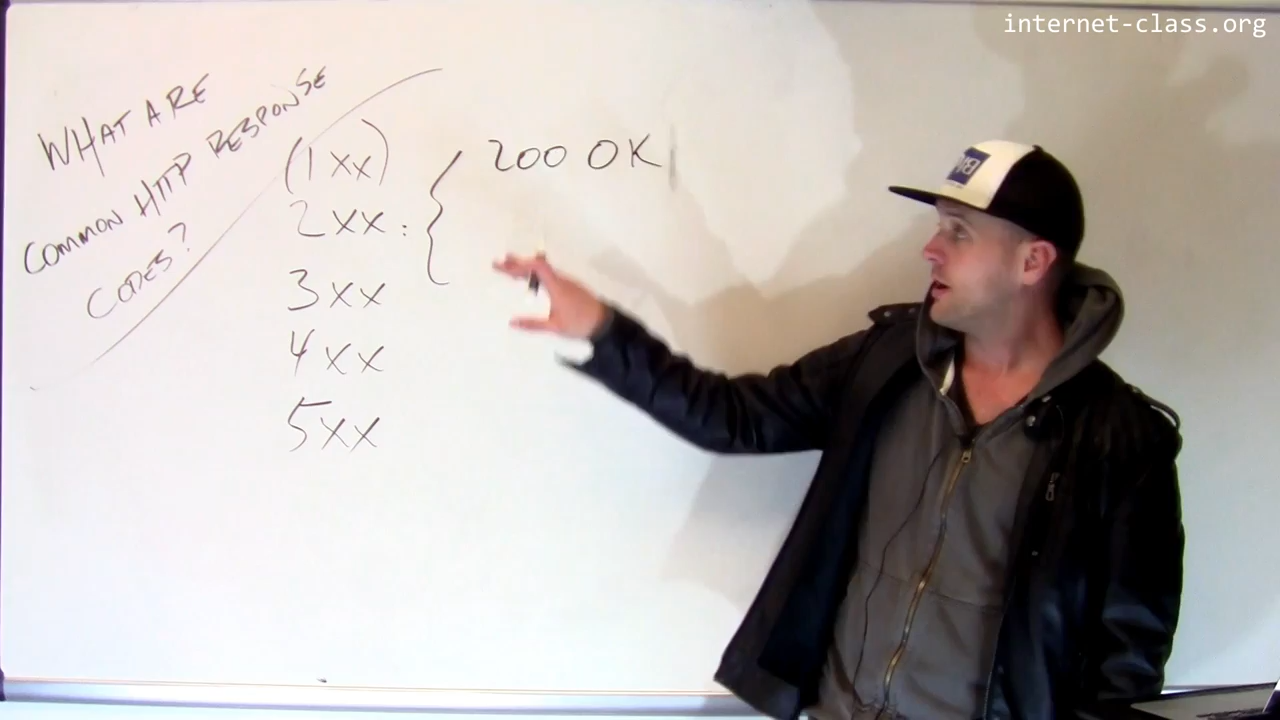 internet-class.org
WHAT ARE
COMMON HTTP RESPONSE
CODES?
(1xx)
2xx: { 200 OK
3xx
4xx
5xx